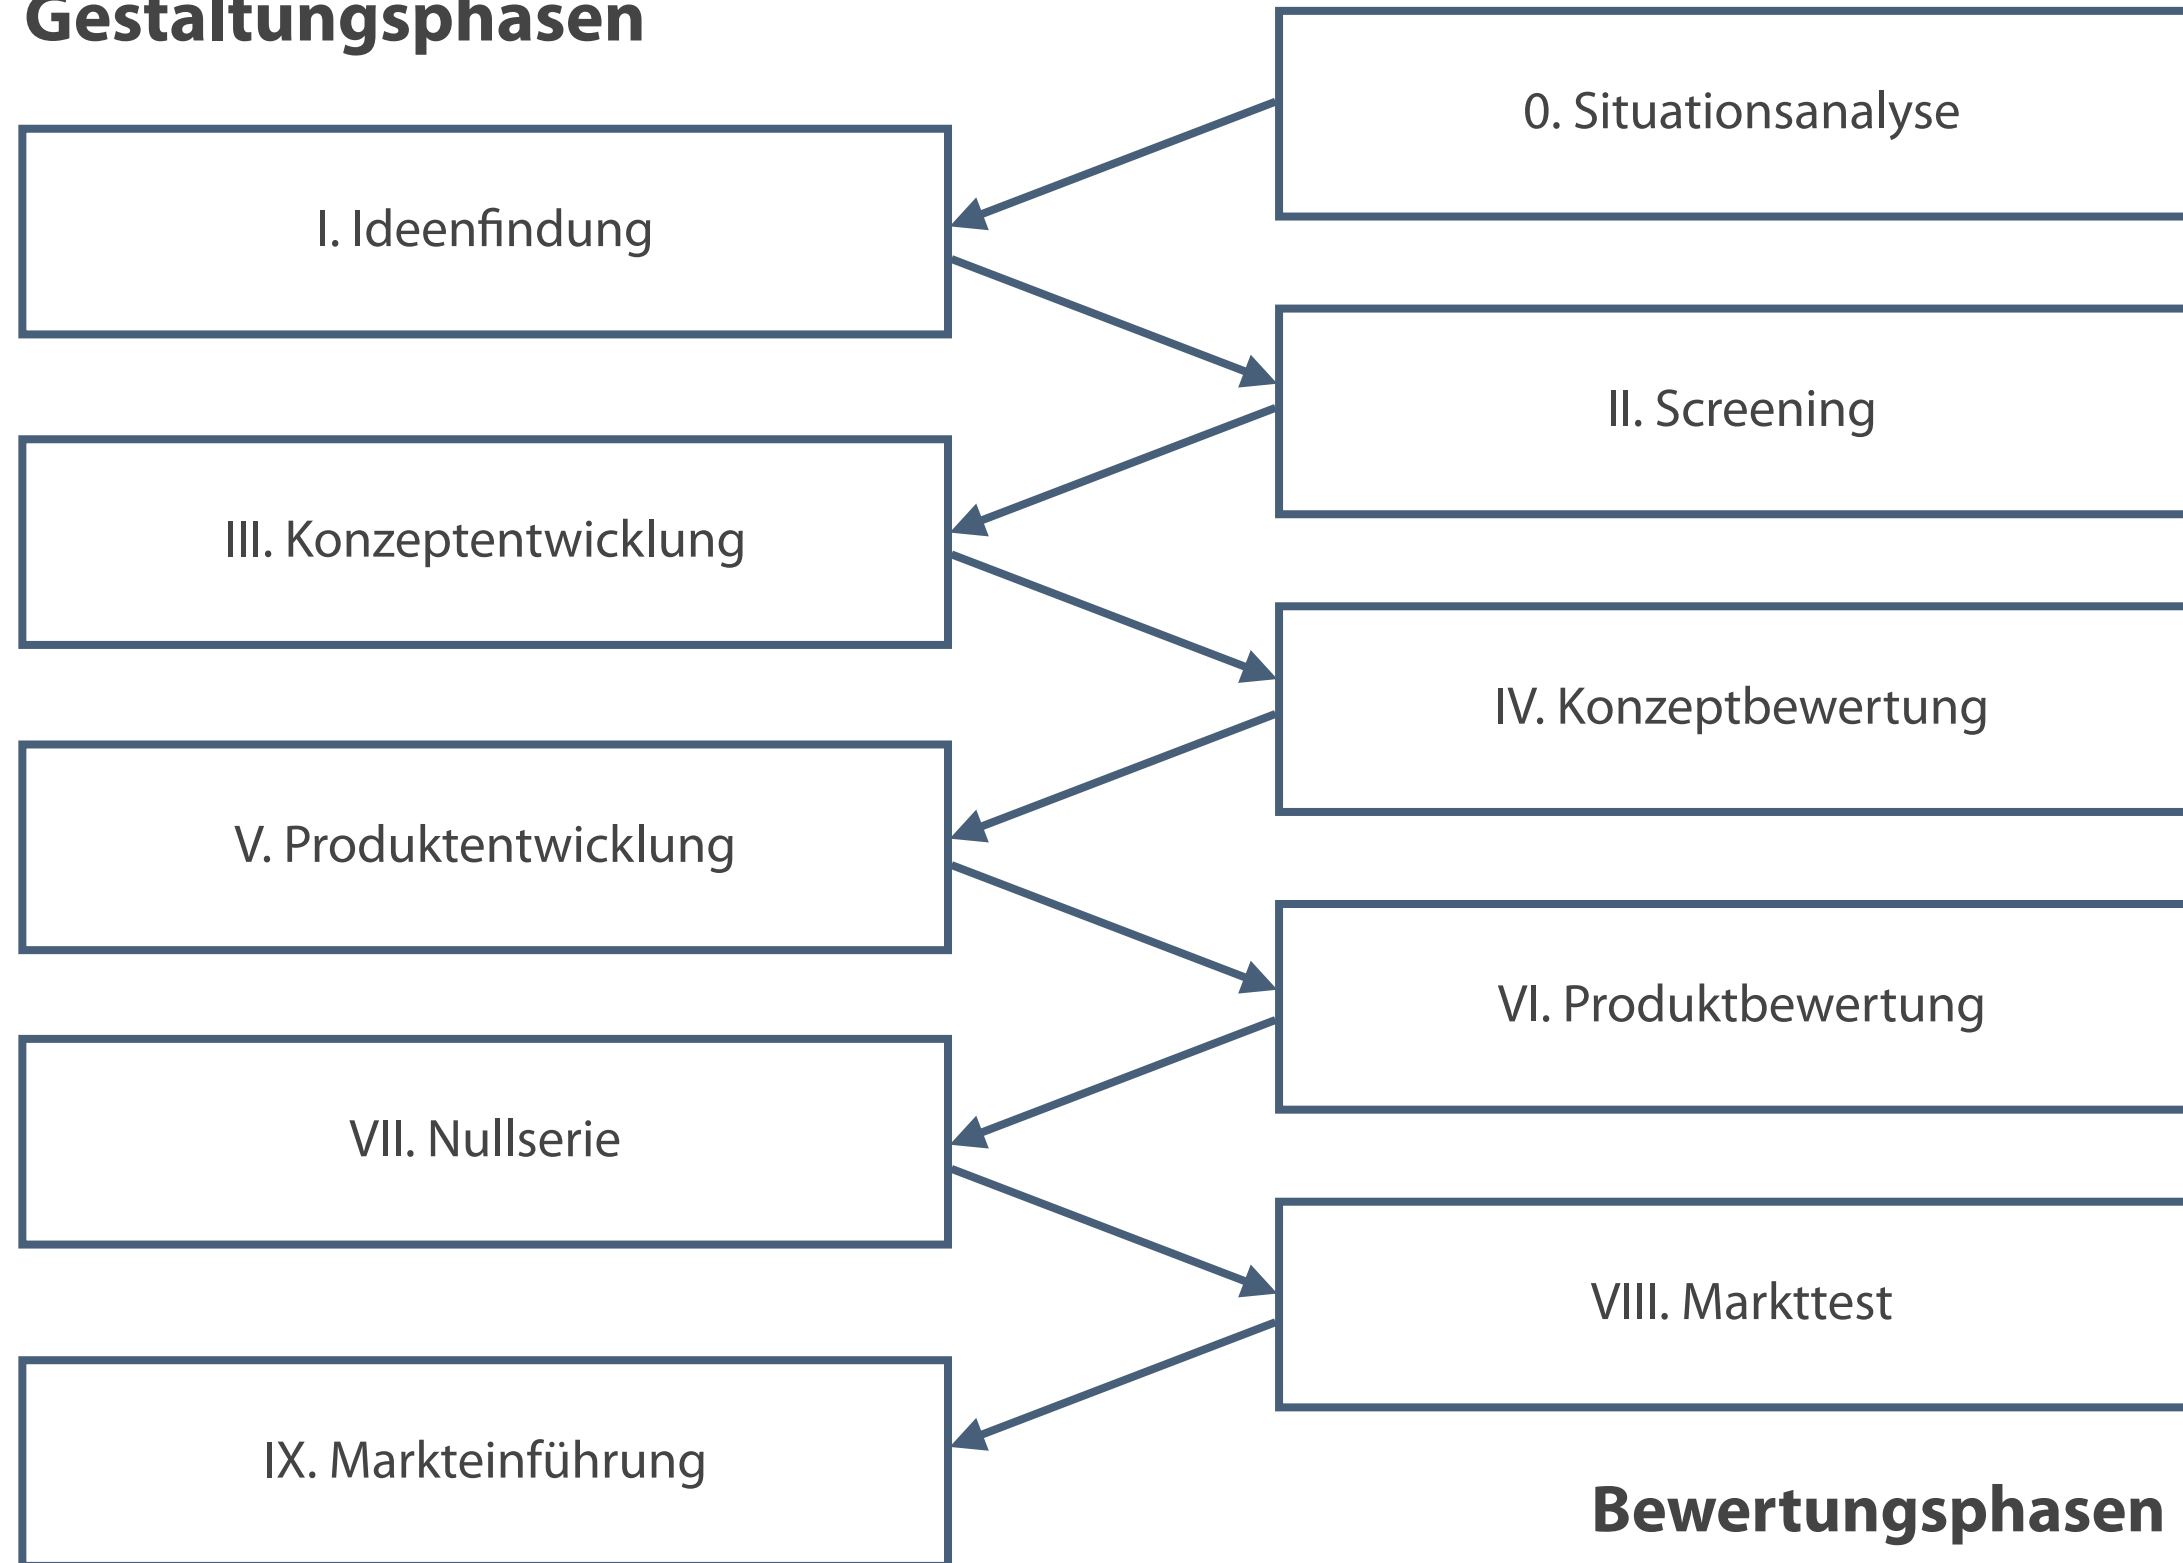 Gestaltungsphasen
0. Situationsanalyse
I. Ideenfindung
II. Screening
III. Konzeptentwicklung
IV. Konzeptbewertung
V. Produktentwicklung
VI. Produktbewertung
VII. Nullserie
VIII. Markttest
IX. Markteinführung
Bewertungsphasen